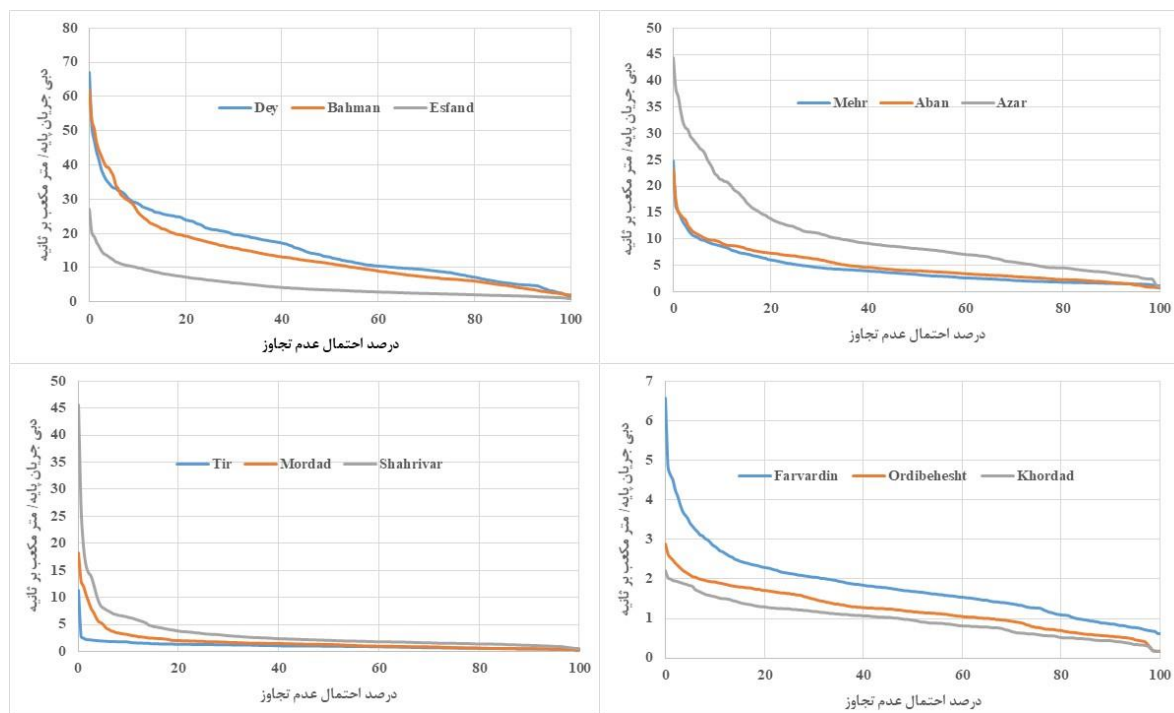 دبی جریان پایه/ متر مکعب بر ثانیه
80
70
60
50
40
30
20
10
0
Dey Bahman Esfand
0 20 40 60 80 100
درصد احتمال عدم تجاوز
دبی جریان پایه/ متر مکعب بر ثانیه
50
45
40
35
30
25
20
15
10
5
0
Mehr Aban Azar
0 20 40 60 80 100
درصد احتمال عدم تجاوز
دبی جریان پایه/ متر مکعب بر ثانیه
50
45
40
35
30
25
20
15
10
5
0
Tir Mordad Shahrivar
0 20 40 60 80 100
درصد احتمال عدم تجاوز
دبی جریان پایه/ متر مکعب بر ثانیه
7
6
5
4
3
2
1
0
Farvardin Ordibehesht Khordad
0 20 40 60 80 100
درصد احتمال عدم تجاوز